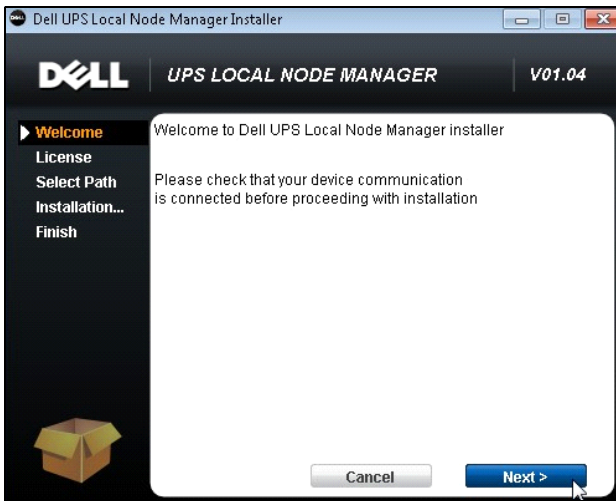 Dell UPS Local Node Manager Installer
DELL
UPS LOCAL NODE MANAGER
V01.04
Welcome
License
Select Path
Installation...
Finish
Welcome to Dell UPS Local Node Manager installer
Please check that your device communication
is connected before proceeding with installation
Cancel
Next >